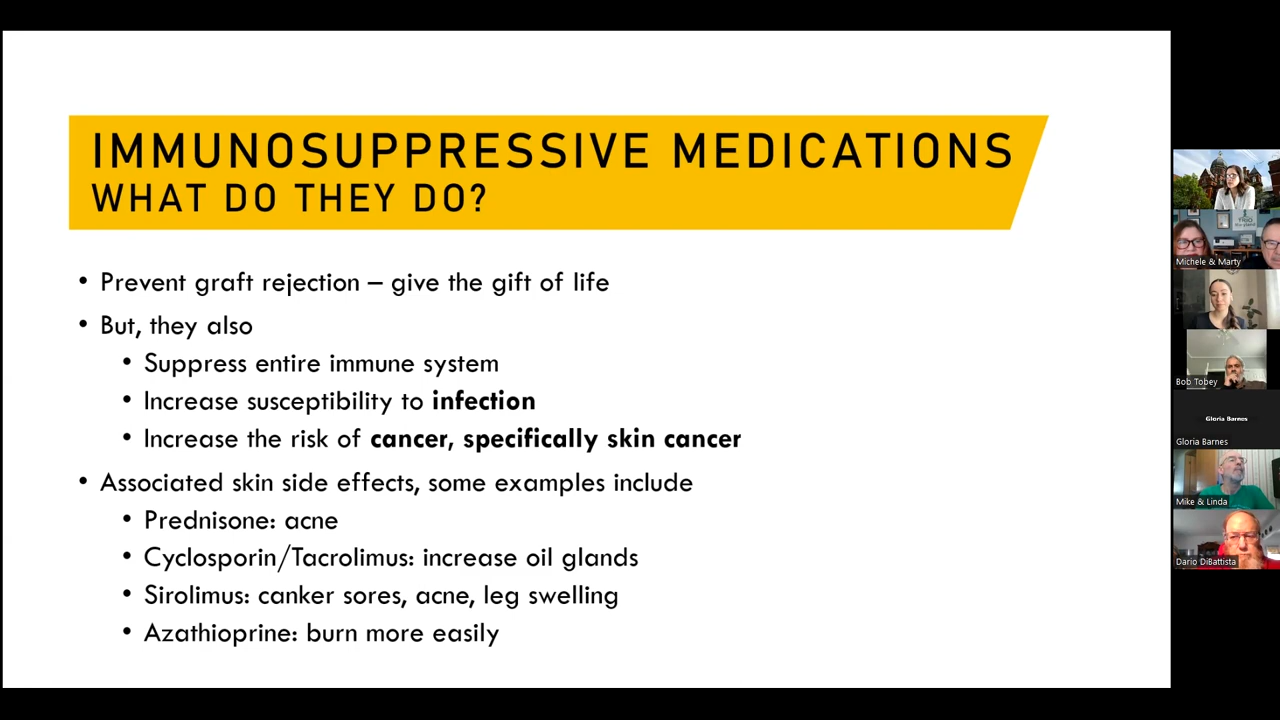 IMMUNOSUPPRESSIVE MEDICATIONS
WHAT DO THEY DO?
• Prevent graft rejection – give the gift of life
• But, they also
• Suppress entire immune system
• Increase susceptibility to infection
• Increase the risk of cancer, specifically skin cancer
• Associated skin side effects, some examples include
• Prednisone: acne
• Cyclosporin/Tacrolimus: increase oil glands
• Sirolimus: canker sores, acne, leg swelling
• Azathioprine: burn more easily
TRIO
Michele & Marty
Bob Tobey
Gloria Barnes
Gloria Barnes
Mike & Linda
Dario DiBattista